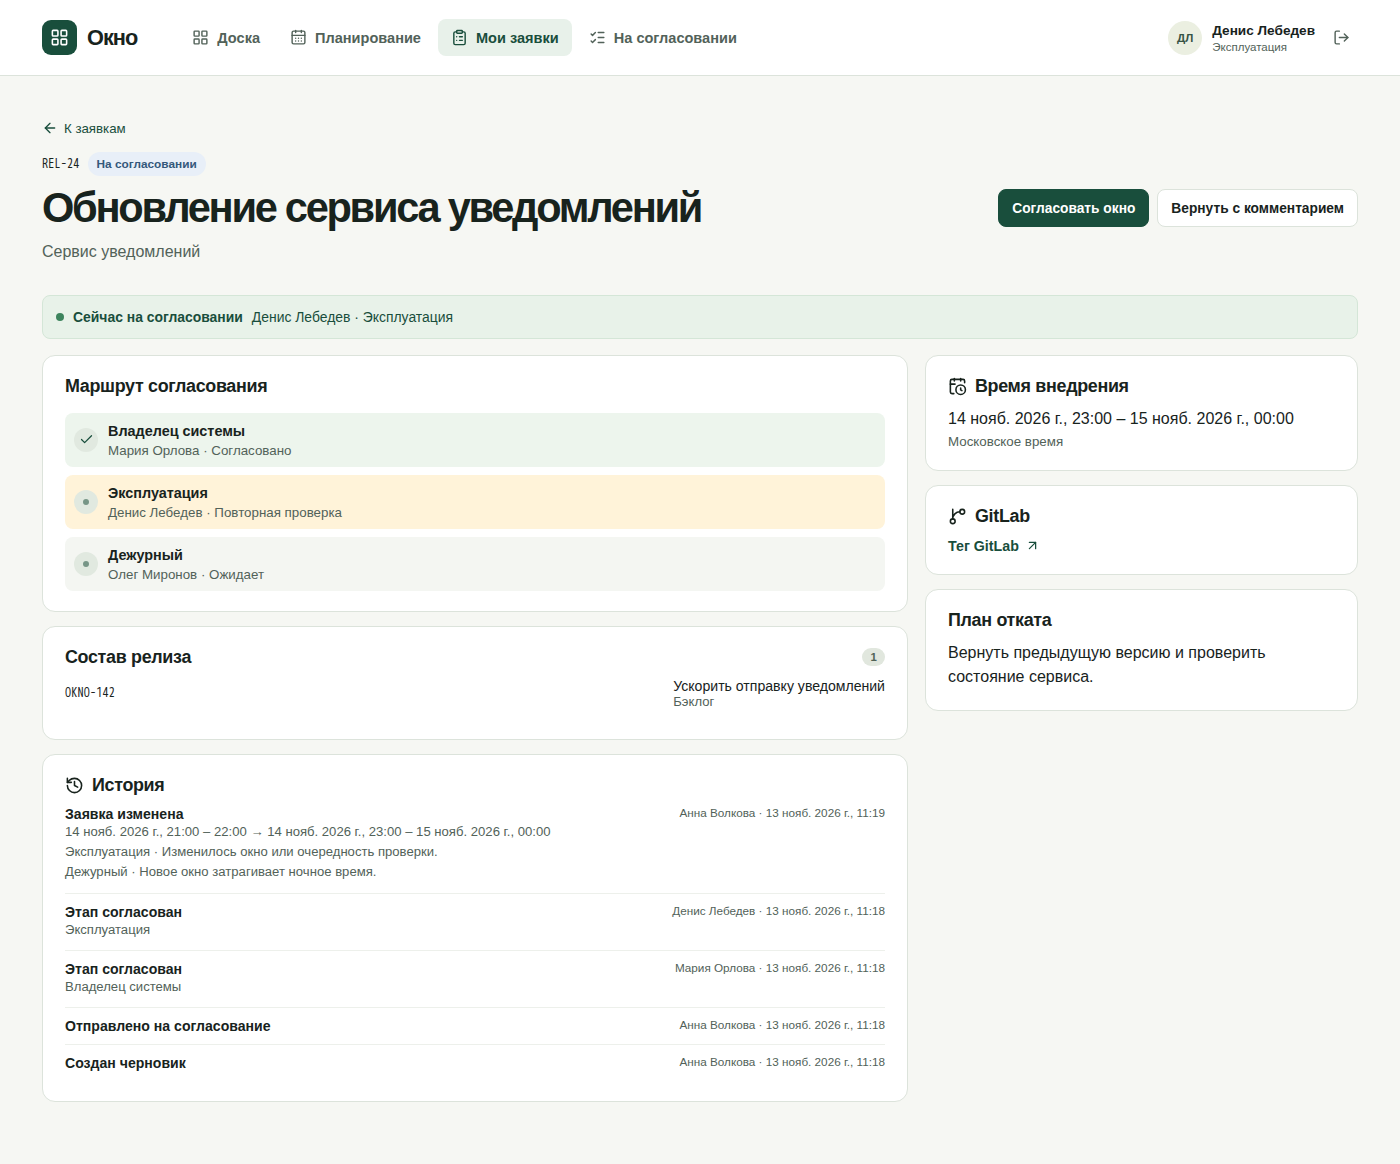 Окно
Доска
Планирование
Мои заявки
На согласовании
ДЛ
Денис Лебедев
Эксплуатация
К заявкам
REL-24
На согласовании
Обновление сервиса уведомлений
Согласовать окно
Вернуть с комментарием
Сервис уведомлений
Сейчас на согласовании Денис Лебедев · Эксплуатация
Маршрут согласования
Владелец системы
Мария Орлова · Согласовано
Эксплуатация
Денис Лебедев · Повторная проверка
Дежурный
Олег Миронов · Ожидает
Состав релиза
1
OKNO-142
Ускорить отправку уведомлений
Бэклог
История
Заявка изменена
Анна Волкова · 13 нояб. 2026 г., 11:19
14 нояб. 2026 г., 21:00 – 22:00 → 14 нояб. 2026 г., 23:00 – 15 нояб. 2026 г., 00:00
Эксплуатация · Изменилось окно или очередность проверки.
Дежурный · Новое окно затрагивает ночное время.
Этап согласован
Денис Лебедев · 13 нояб. 2026 г., 11:18
Эксплуатация
Этап согласован
Мария Орлова · 13 нояб. 2026 г., 11:18
Владелец системы
Отправлено на согласование
Анна Волкова · 13 нояб. 2026 г., 11:18
Создан черновик
Анна Волкова · 13 нояб. 2026 г., 11:18
Время внедрения
14 нояб. 2026 г., 23:00 – 15 нояб. 2026 г., 00:00
Московское время
GitLab
Тег GitLab
План отката
Вернуть предыдущую версию и проверить
состояние сервиса.